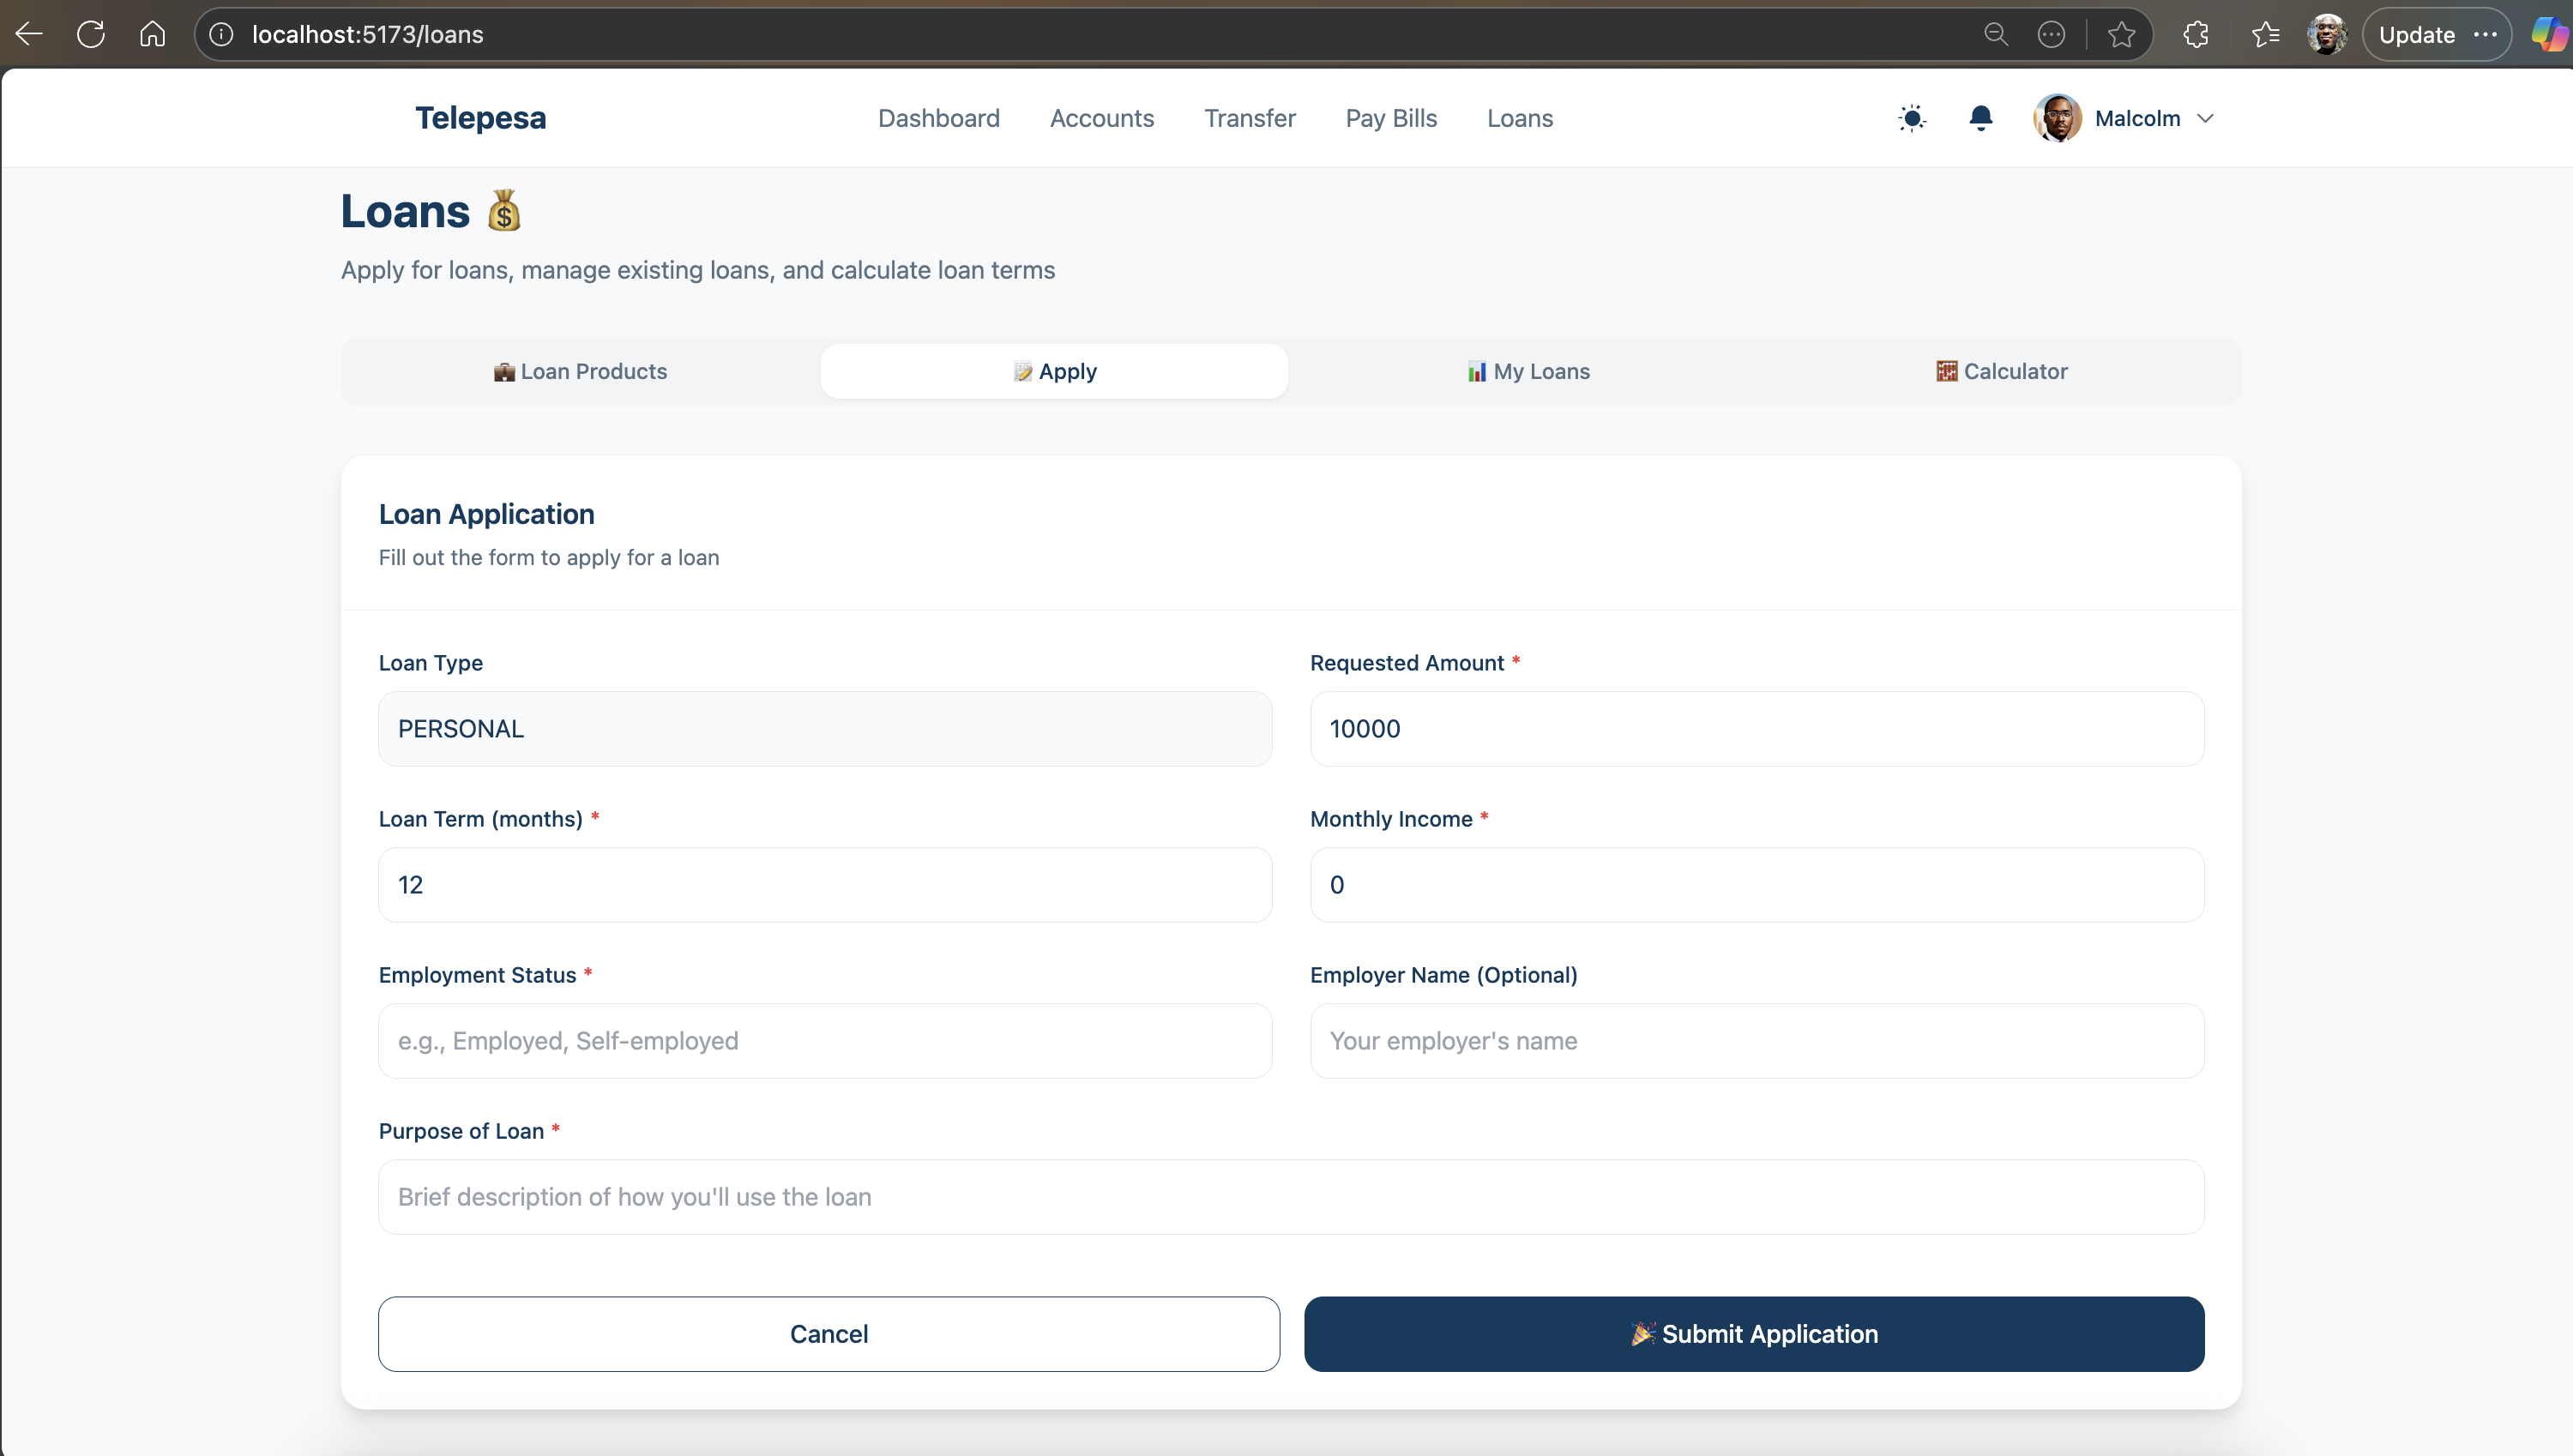 localhost:5173/loans
Update
Telepesa
Dashboard Accounts Transfer Pay Bills Loans
Malcolm
Loans
Apply for loans, manage existing loans, and calculate loan terms
Loan Products Apply My Loans Calculator
Loan Application
Fill out the form to apply for a loan
Loan Type Requested Amount *
PERSONAL 10000
Loan Term (months) * Monthly Income *
12 0
Employment Status * Employer Name (Optional)
e.g., Employed, Self-employed Your employer's name
Purpose of Loan *
Brief description of how you'll use the loan
Cancel Submit Application